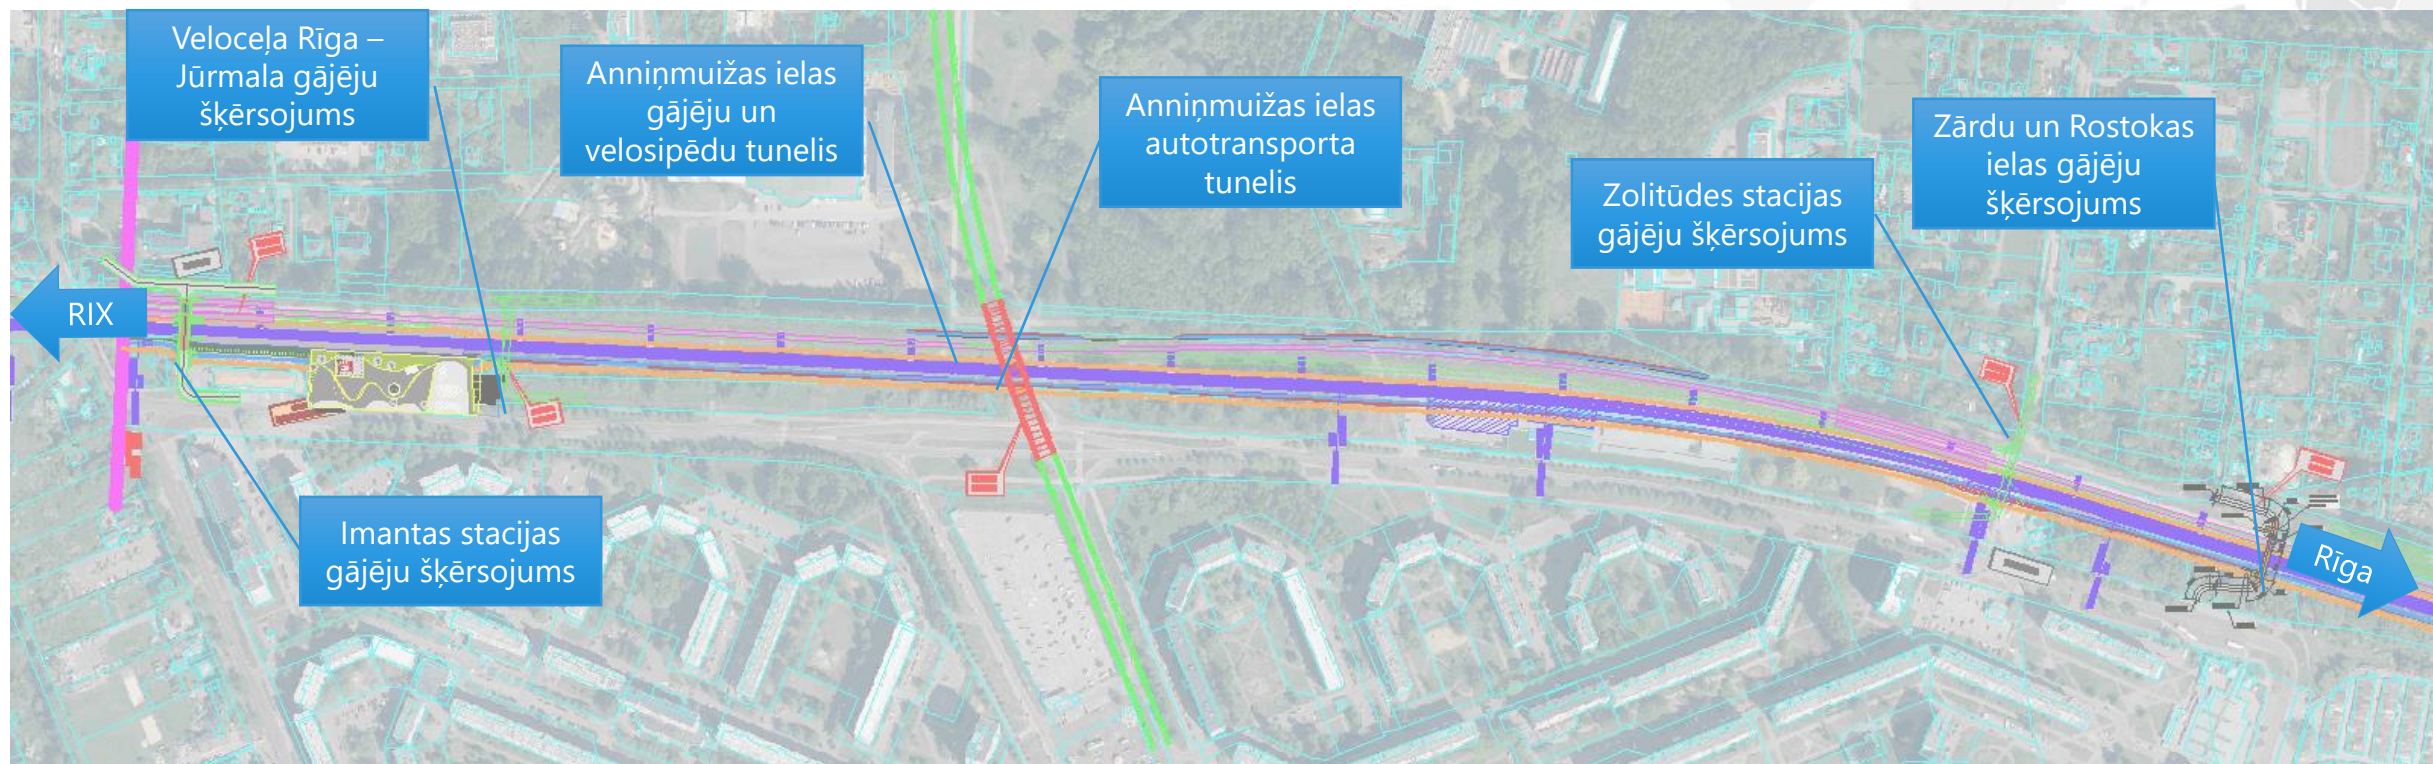 Veloceļa Rīga –
Jūrmala gājēju
šķērsojums
Anniņmuižas ielas
gājēju un
velosipēdu tunelis
Anniņmuižas ielas
autotransporta
tunelis
Zolitūdes stacijas
gājēju šķērsojums
Zārdu un Rostokas
ielas gājēju
šķērsojums
RIX
Imantas stacijas
gājēju šķērsojums
Rīga